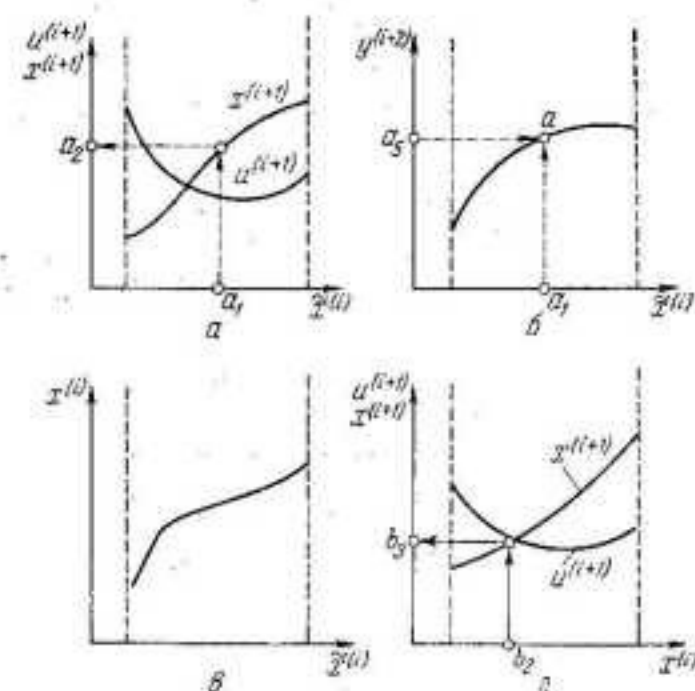 u⁽ⁱ⁺¹⁾
x⁽ⁱ⁺¹⁾
x⁽ⁱ⁺¹⁾
a₂
u⁽ⁱ⁺¹⁾
a₁
x̃⁽ⁱ⁾
а
y⁽ⁱ⁺²⁾
a
a₅
a₁
x̃⁽ⁱ⁾
б
x⁽ⁱ⁾
x̃⁽ⁱ⁾
в
u⁽ⁱ⁺¹⁾
x⁽ⁱ⁺¹⁾
x⁽ⁱ⁺¹⁾
b₃
u⁽ⁱ⁺¹⁾
b₂
x⁽ⁱ⁾